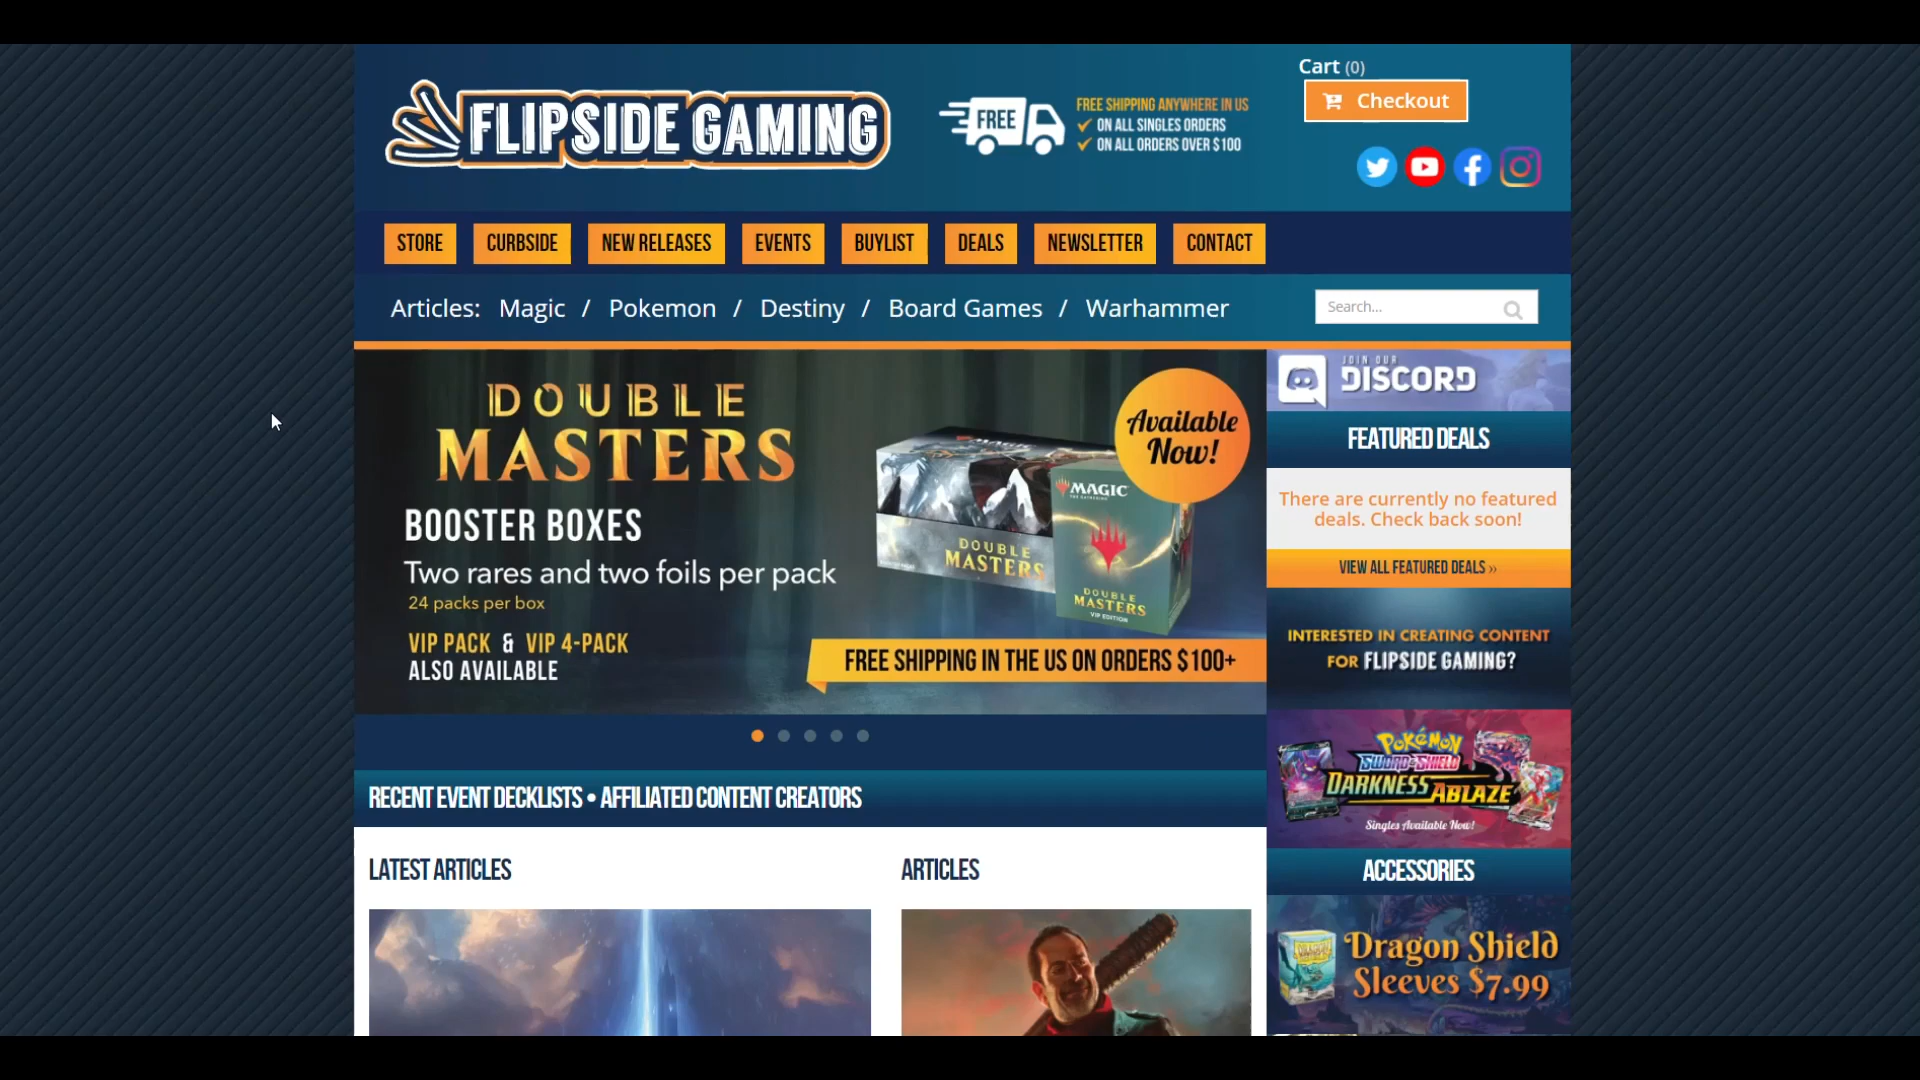 Cart (0)
Checkout
FLIPSIDE GAMING
FREE
FREE SHIPPING ANYWHERE IN US
ON ALL SINGLES ORDERS
ON ALL ORDERS OVER $100
STORE
CURBSIDE
NEW RELEASES
EVENTS
BUYLIST
DEALS
NEWSLETTER
CONTACT
Articles: Magic / Pokemon / Destiny / Board Games / Warhammer
Search...
DOUBLE
MASTERS
BOOSTER BOXES
Two rares and two foils per pack
24 packs per box
VIP PACK & VIP 4-PACK
ALSO AVAILABLE
Available
Now!
MAGIC
DOUBLE
MASTERS
MAGIC
DOUBLE
MASTERS
VIP EDITION
FREE SHIPPING IN THE US ON ORDERS $100+
JOIN OUR
DISCORD
FEATURED DEALS
There are currently no featured
deals. Check back soon!
VIEW ALL FEATURED DEALS »
INTERESTED IN CREATING CONTENT
FOR FLIPSIDE GAMING?
Pokémon
SWORD & SHIELD
DARKNESS ABLAZE
Singles Available Now!
ACCESSORIES
Dragon Shield
Sleeves $7.99
RECENT EVENT DECKLISTS • AFFILIATED CONTENT CREATORS
LATEST ARTICLES
ARTICLES